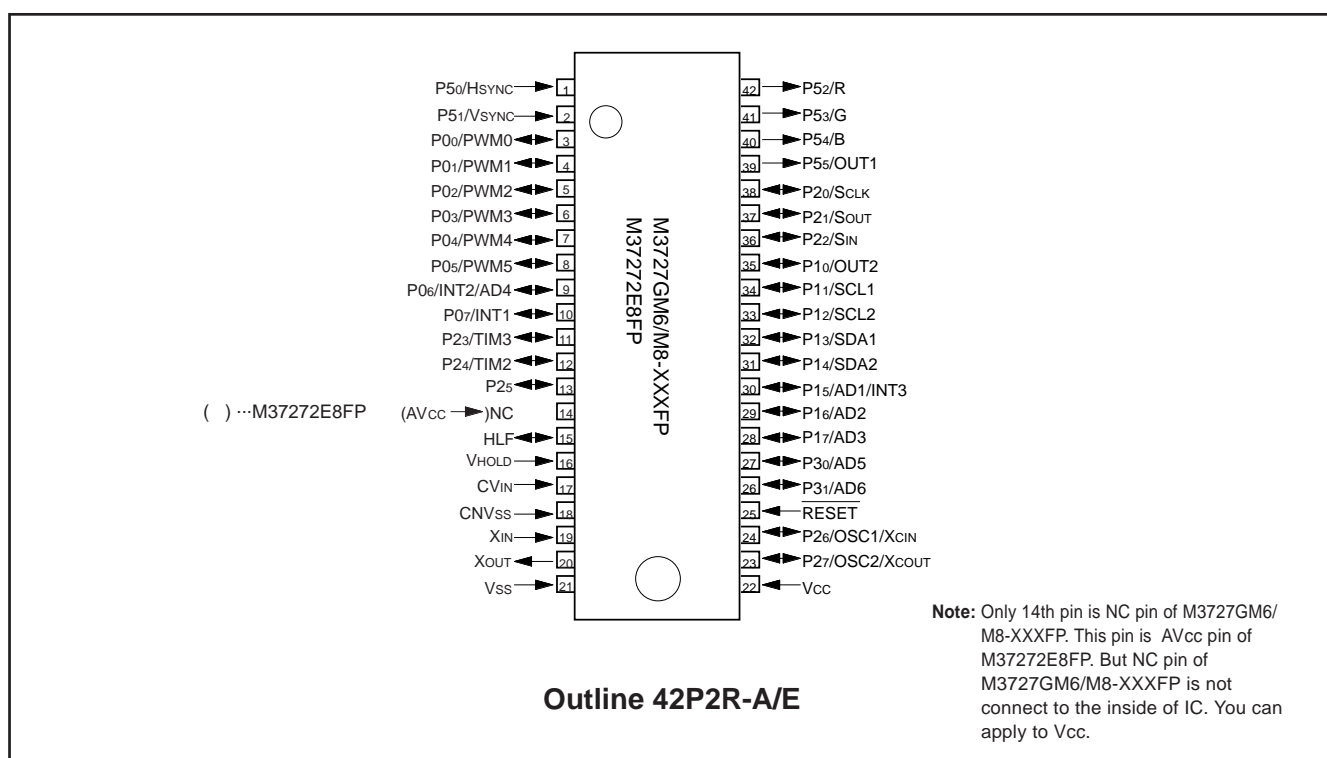 P50/HSYNC 1
P51/VSYNC 2
P00/PWM0 3
P01/PWM1 4
P02/PWM2 5
P03/PWM3 6
P04/PWM4 7
P05/PWM5 8
P06/INT2/AD4 9
P07/INT1 10
P23/TIM3 11
P24/TIM2 12
P25 13
( ) ···M37272E8FP (AVCC )NC 14
HLF 15
VHOLD 16
CVIN 17
CNVSS 18
XIN 19
XOUT 20
VSS 21
M37272GM6/M8-XXXFP
M37272E8FP
42 P52/R
41 P53/G
40 P54/B
39 P55/OUT1
38 P20/SCLK
37 P21/SOUT
36 P22/SIN
35 P10/OUT2
34 P11/SCL1
33 P12/SCL2
32 P13/SDA1
31 P14/SDA2
30 P15/AD1/INT3
29 P16/AD2
28 P17/AD3
27 P30/AD5
26 P31/AD6
25 RESET
24 P26/OSC1/XCIN
23 P27/OSC2/XCOUT
22 VCC
Outline 42P2R-A/E
Note: Only 14th pin is NC pin of M3727GM6/
M8-XXXFP. This pin is AVcc pin of
M37272E8FP. But NC pin of
M3727GM6/M8-XXXFP is not
connect to the inside of IC. You can
apply to Vcc.